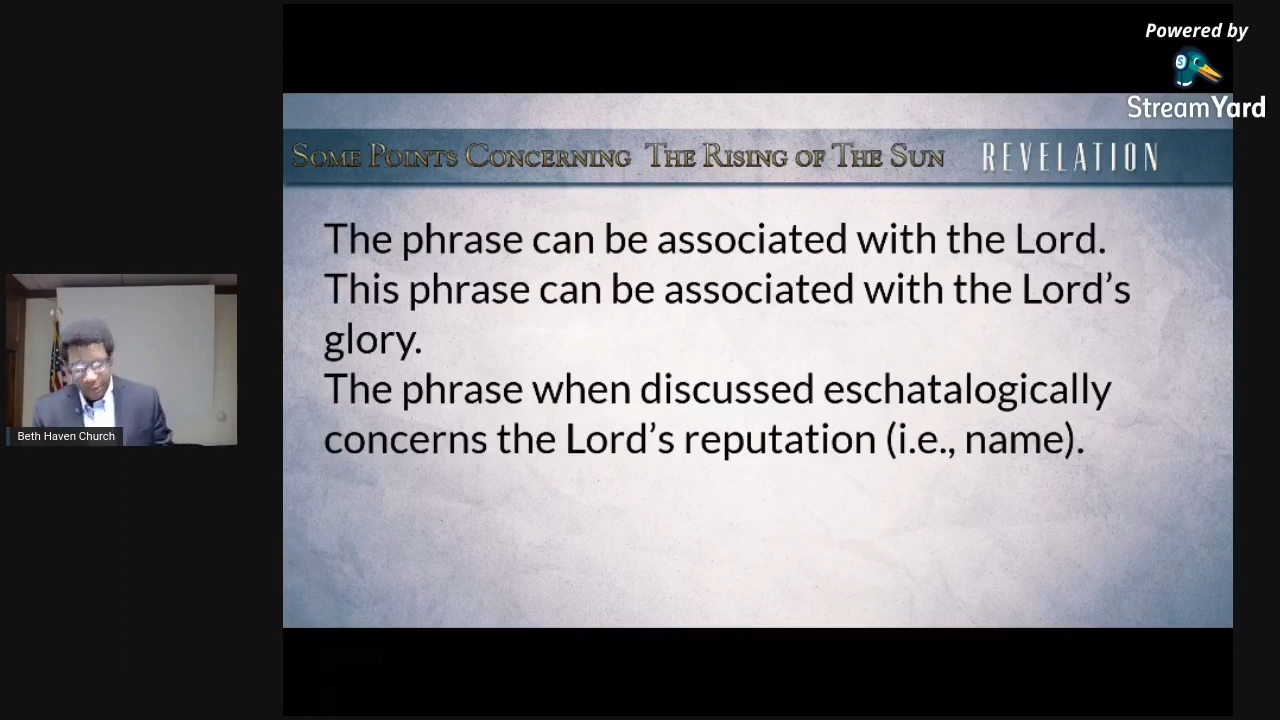 Powered by
StreamYard
SOME POINTS CONCERNING THE RISING OF THE SUN REVELATION
The phrase can be associated with the Lord.
This phrase can be associated with the Lord’s
glory.
The phrase when discussed eschatalogically
concerns the Lord’s reputation (i.e., name).
Beth Haven Church